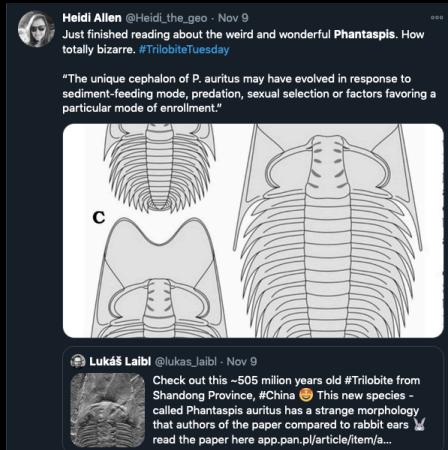 Heidi Allen @Heidi_the_geo · Nov 9
Just finished reading about the weird and wonderful Phantaspis. How
totally bizarre. #TrilobiteTuesday
“The unique cephalon of P. auritus may have evolved in response to
sediment-feeding mode, predation, sexual selection or factors favoring a
particular mode of enrollment.”
C
Lukáš Laibl @lukas_laibl · Nov 9
Check out this ~505 milion years old #Trilobite from
Shandong Province, #China 🤩 This new species -
called Phantaspis auritus has a strange morphology
that authors of the paper compared to rabbit ears 🐰
read the paper here app.pan.pl/article/item/a...